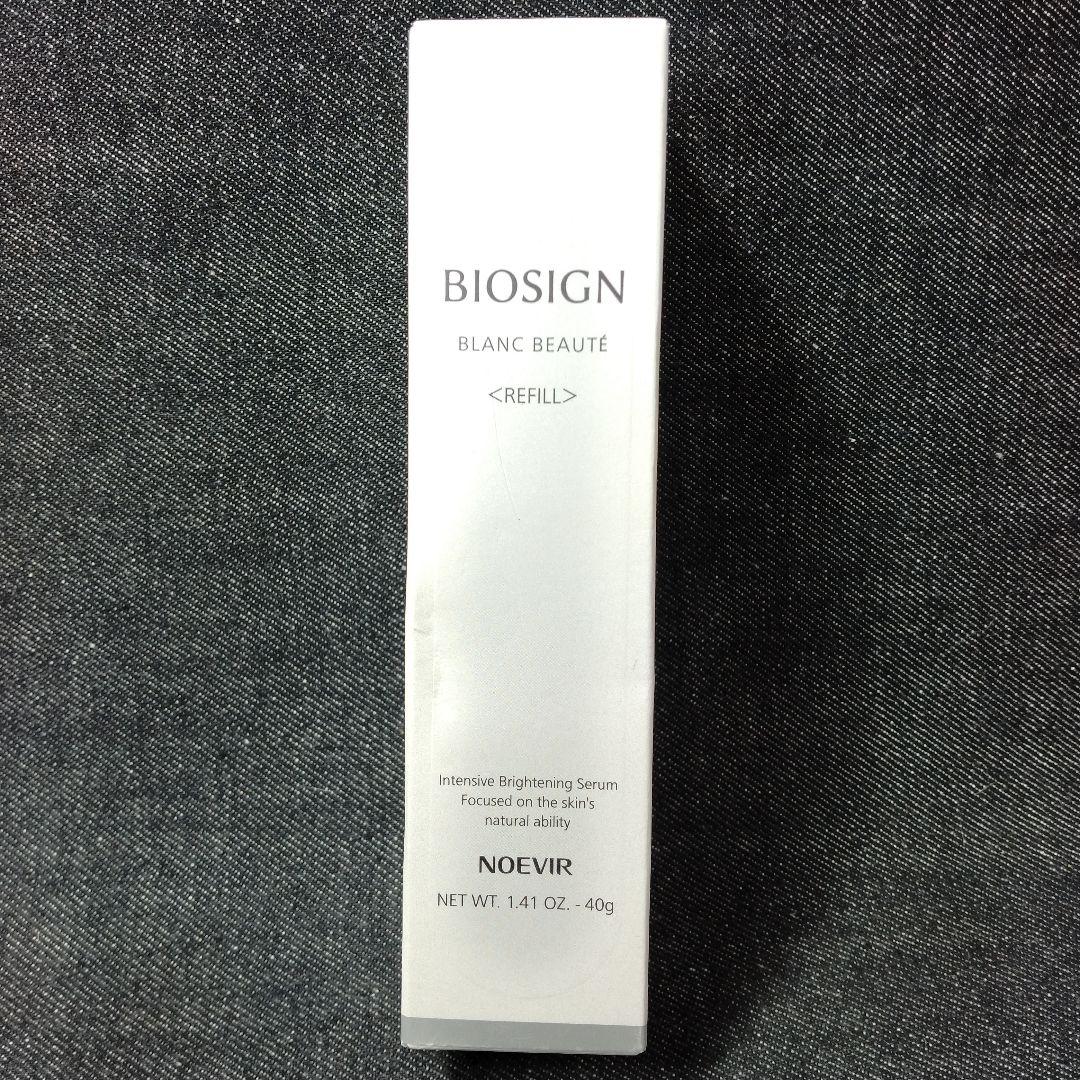 BIOSIGN
BLANC BEAUTÉ
<REFILL>
Intensive Brightening Serum
Focused on the skin's
natural ability
NOEVIR
NET WT. 1.41 OZ. - 40g